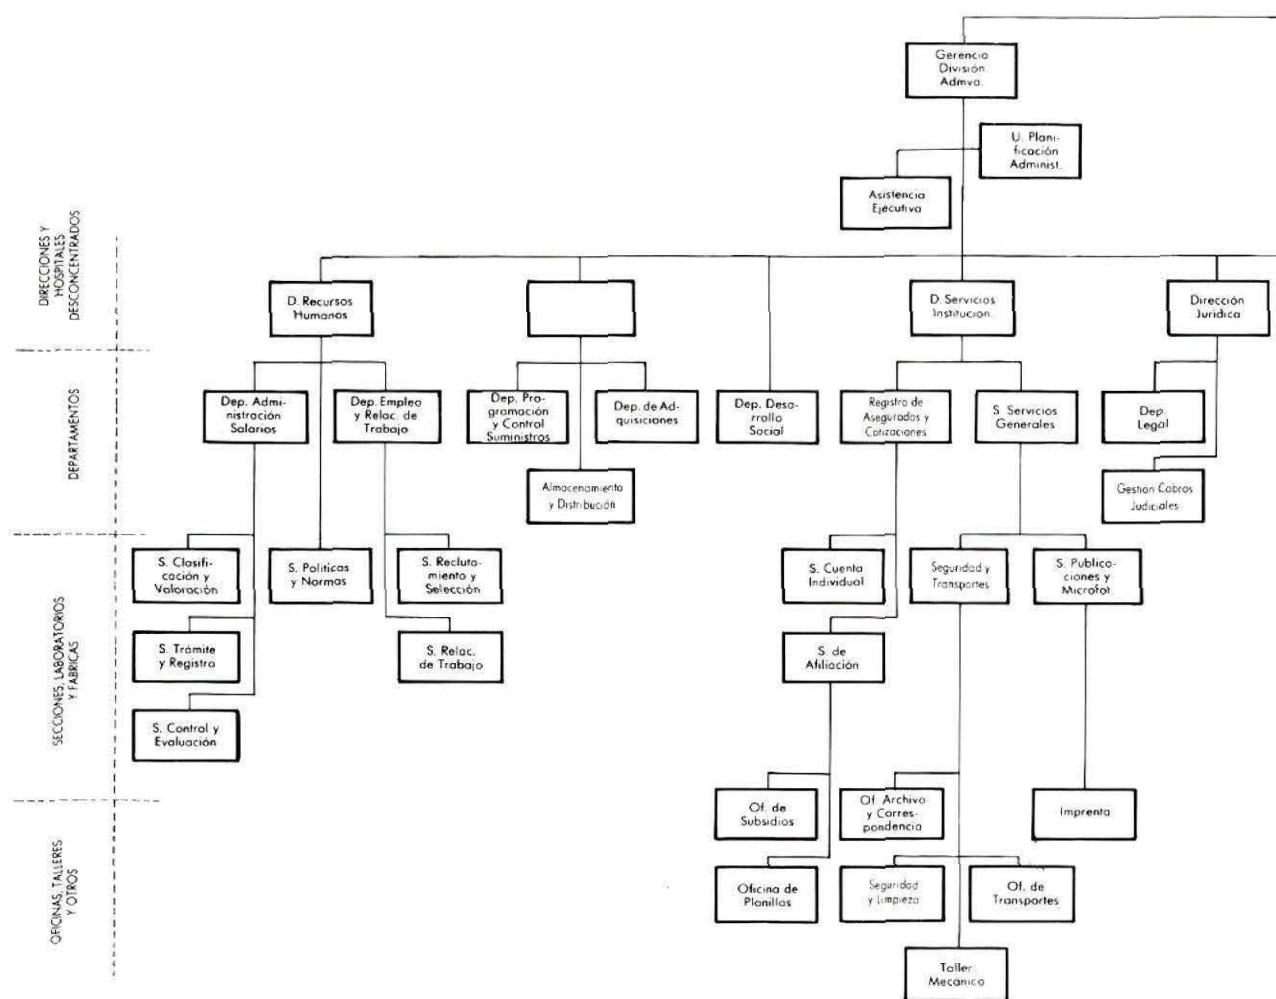 Gerencia
División
Admva.
U. Plani-
ficación
Administ.
Asistencia
Ejecutiva
DIRECCIONES Y
HOSPITALES
DESCONCENTRADOS
D. Recursos
Humanos
D. Servicios
Institucion.
Dirección
Jurídica
DEPARTAMENTOS
Dep. Admi-
nistración
Salarios
Dep. Empleo
y Relac. de
Trabajo
Dep. Pro-
gramación
y Control
Suministros
Dep. de Ad-
quisiciones
Dep. Desa-
rrollo
Social
Registro de
Asegurados y
Cotizaciones
S. Servicios
Generales
Dep.
Legal
Almacenamiento
y Distribución
Gestión Cobros
Judiciales
SECCIONES, LABORATORIOS
Y FABRICAS
S. Clasifi-
cación y
Valoración
S. Políticas
y Normas
S. Recluta-
miento y
Selección
S. Cuenta
Individual
Seguridad y
Transportes
S. Publica-
ciones y
Microfot.
S. Trámite
y Registro
S. Relac.
de Trabajo
S. de
Afiliación
S. Control y
Evaluación
OFICINAS, TALLERES
Y OTROS
Of. de
Subsidios
Of. Archivo
y Corres-
pondencia
Imprenta
Oficina de
Planillas
Seguridad
y Limpieza
Of. de
Transportes
Taller
Mecánico